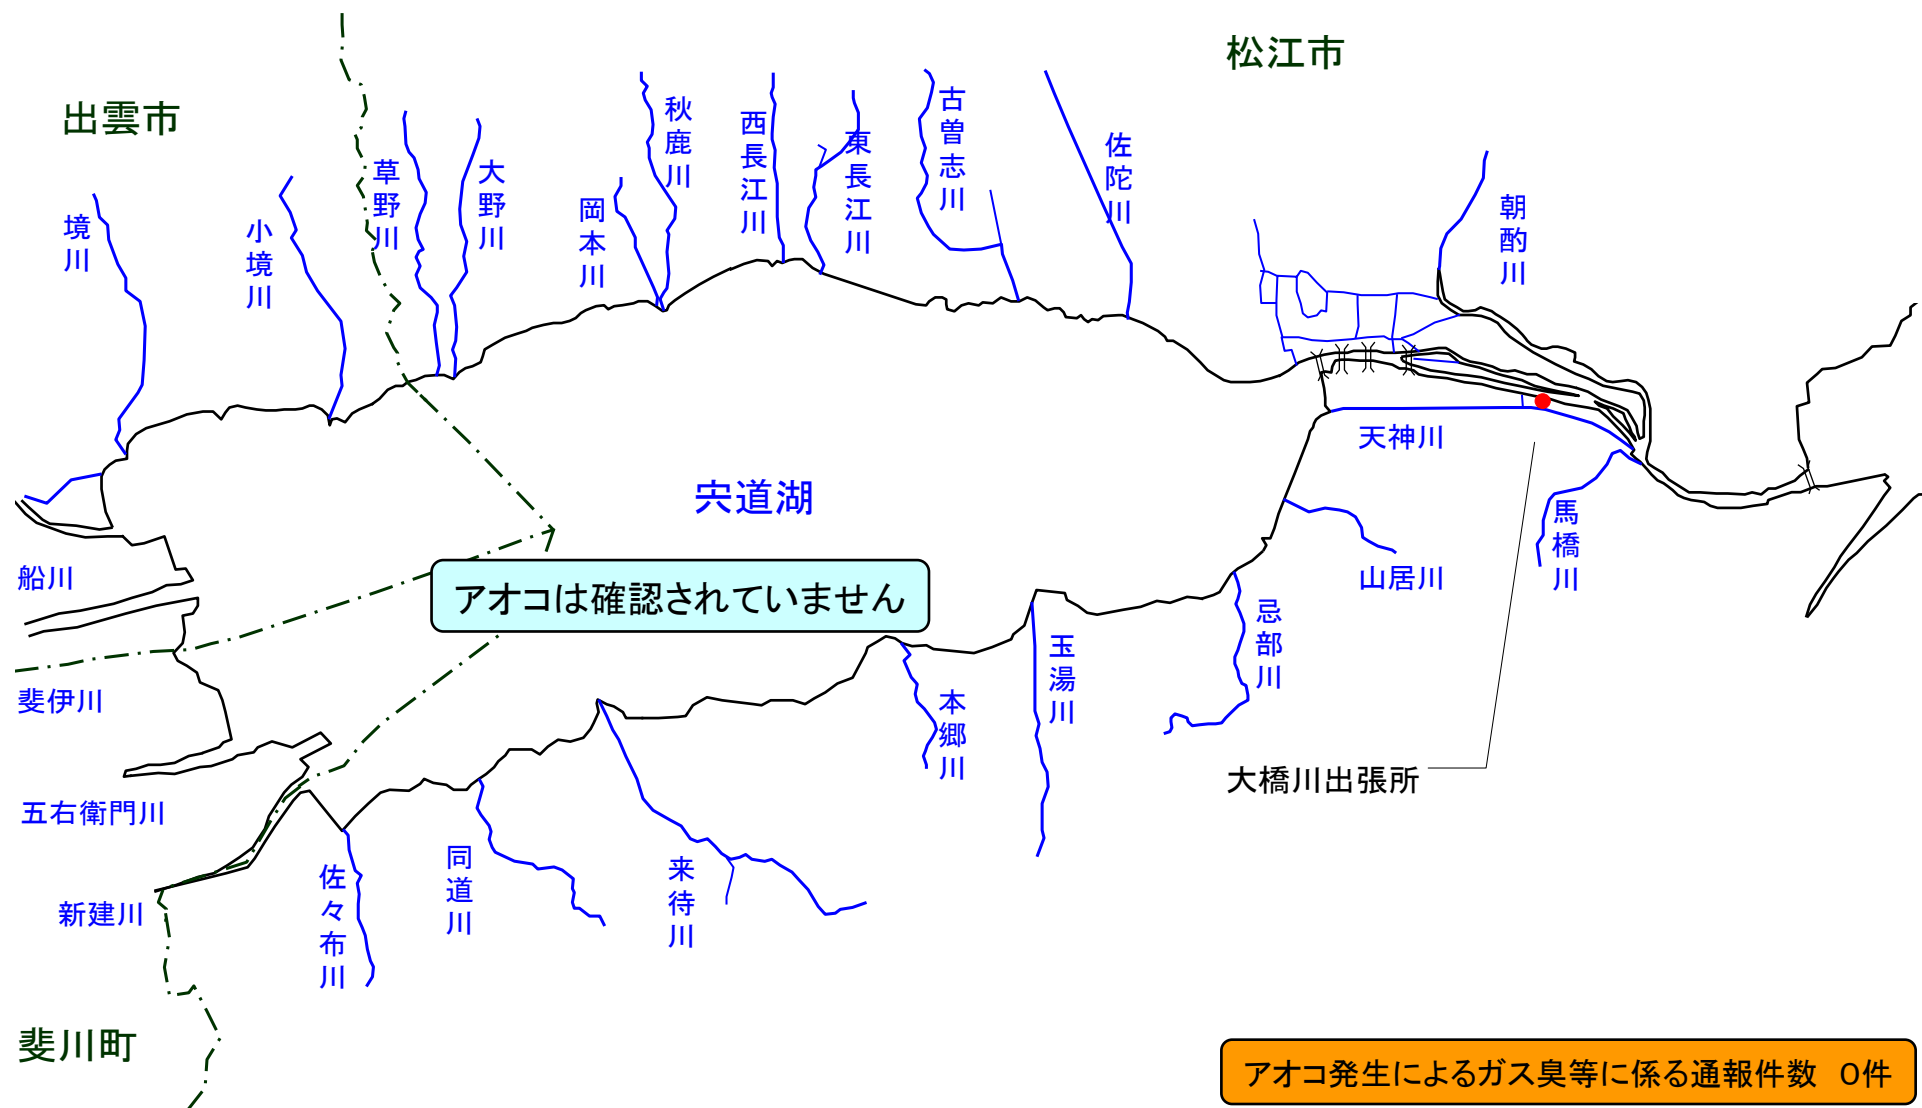 松江市
出雲市
境川
小境川
草野川
大野川
岡本川
秋鹿川
西長江川
東長江川
古曽志川
佐陀川
朝酌川
天神川
宍道湖
馬橋川
山居川
船川
アオコは確認されていません
忌部川
玉湯川
斐伊川
本郷川
大橋川出張所
五右衛門川
新建川
佐々布川
同道川
来待川
斐川町
アオコ発生によるガス臭等に係る通報件数　0件